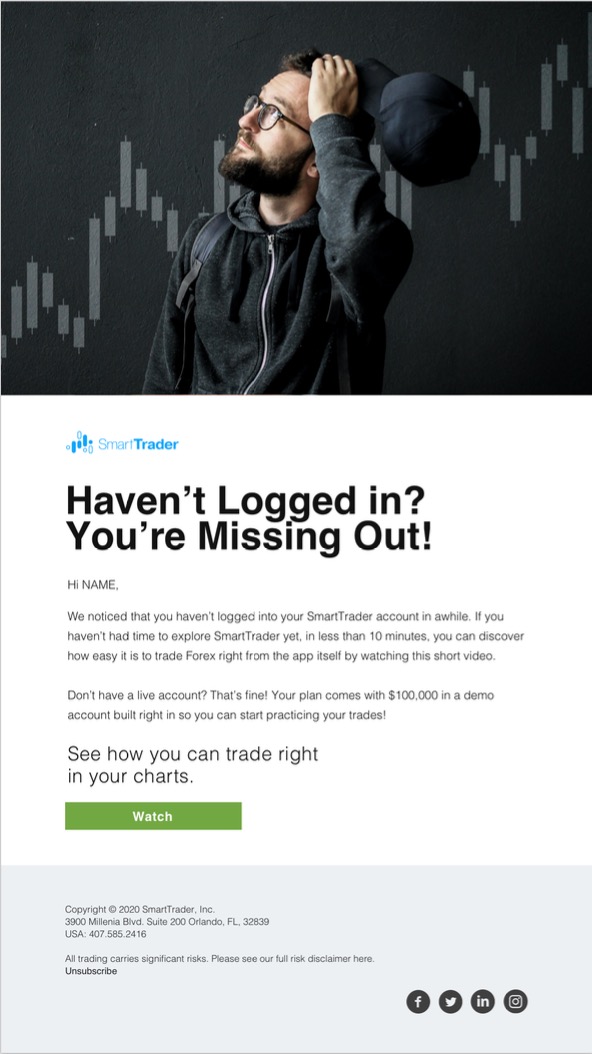 SmartTrader
Haven’t Logged in?
You’re Missing Out!
Hi NAME,
We noticed that you haven’t logged into your SmartTrader account in awhile. If you
haven’t had time to explore SmartTrader yet, in less than 10 minutes, you can discover
how easy it is to trade Forex right from the app itself by watching this short video.
Don’t have a live account? That’s fine! Your plan comes with $100,000 in a demo
account built right in so you can start practicing your trades!
See how you can trade right
in your charts.
Watch
Copyright © 2020 SmartTrader, Inc.
3900 Millenia Blvd. Suite 200 Orlando, FL, 32839
USA: 407.585.2416
All trading carries significant risks. Please see our full risk disclaimer here.
Unsubscribe